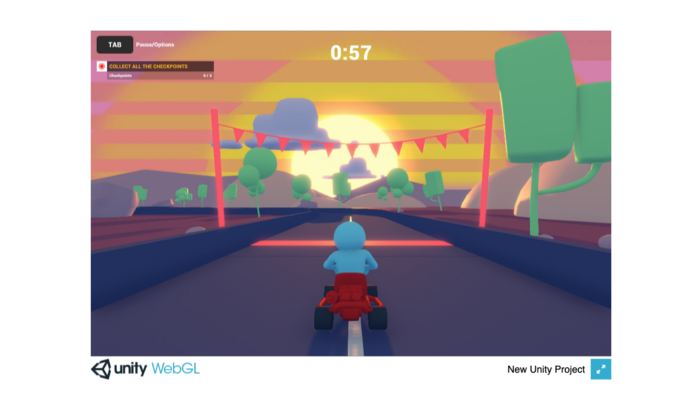 TAB Pause/Options
0:57
COLLECT ALL THE CHECKPOINTS
Checkpoints
unity WebGL
New Unity Project